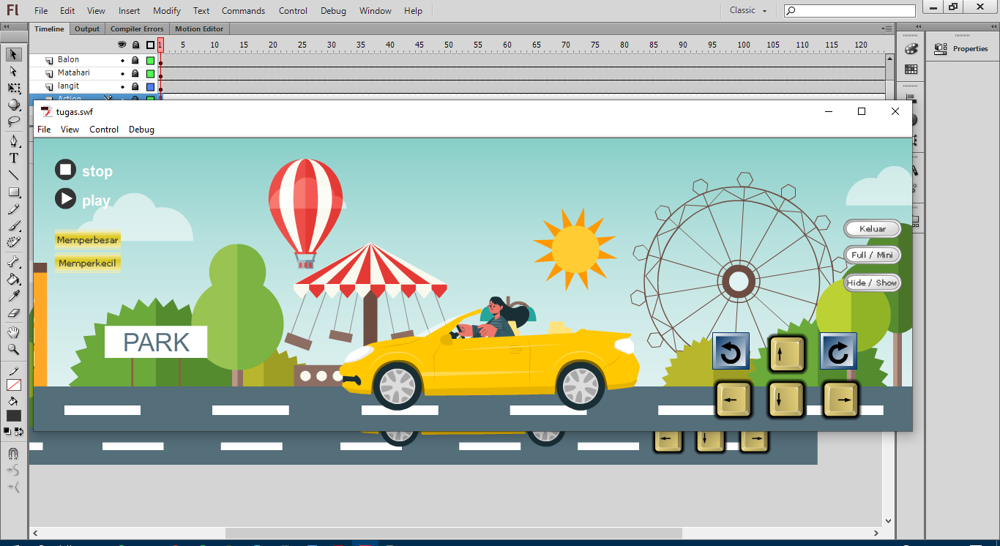 Fl File Edit View Insert Modify Text Commands Control Debug Window Help Classic
Timeline Output Compiler Errors Motion Editor
1 5 10 15 20 25 30 35 40 45 50 55 60 65 70 75 80 85 90 95 100 105 110 115 120
Properties
Balon
Matahari
langit
Action
tugas.swf
File View Control Debug
stop
play
Memperbesar
Memperkecil
Keluar
Full / Mini
Hide / Show
PARK
T